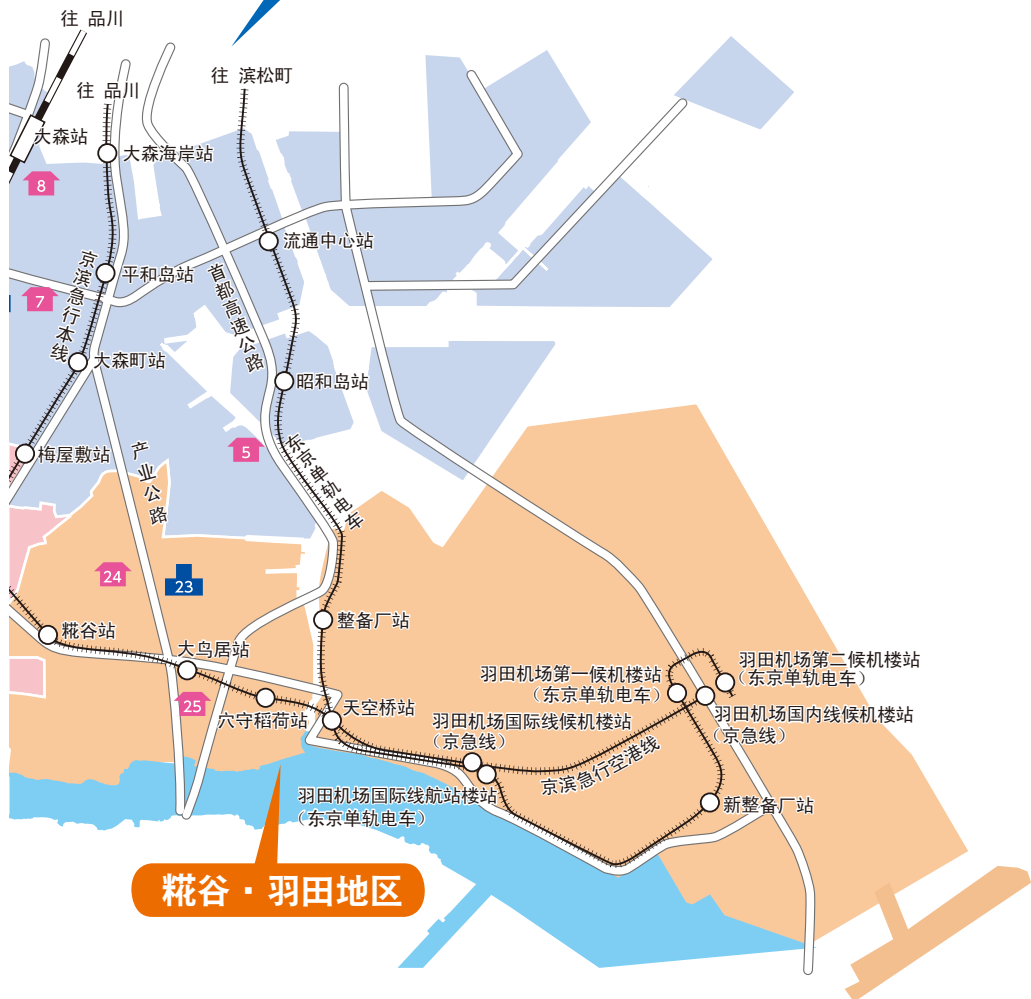 往 品川
往 品川
往 滨松町
大森站
大森海岸站
8
流通中心站
平和岛站
京滨急行本线
首都高速公路
7
大森町站
昭和岛站
梅屋敷站
产业公路
5
东京单轨电车
24
23
糀谷站
整备厂站
大鸟居站
25
穴守稻荷站
天空桥站
羽田机场第一候机楼站
（东京单轨电车）
羽田机场第二候机楼站
（东京单轨电车）
羽田机场国际线候机楼站
（京急线）
羽田机场国内线候机楼站
（京急线）
京滨急行空港线
羽田机场国际线航站楼站
（东京单轨电车）
新整备厂站
糀谷・羽田地区